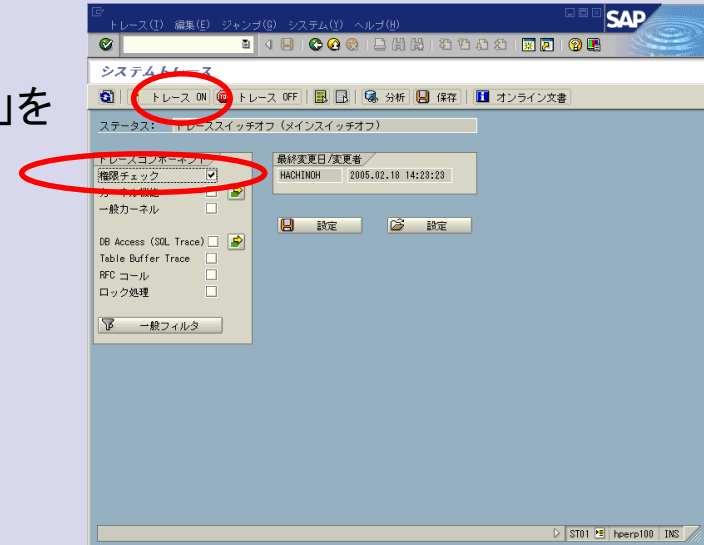 トレース(T) 編集(E) ジャンプ(G) システム(Y) ヘルプ(H)
SAP
システムトレース
」を
トレース ON トレース OFF 分析 保存 オンライン文書
ステータス: トレーススイッチオフ (メインスイッチオフ)
トレースコンポーネント 最終変更日/変更者
権限チェック HACHINOH 2005.02.18 14:23:23
カーネル機能
一般カーネル
設定 設定
DB Access (SQL Trace)
Table Buffer Trace
RFC コール
ロック処理
一般フィルタ
ST01 hperp100 INS